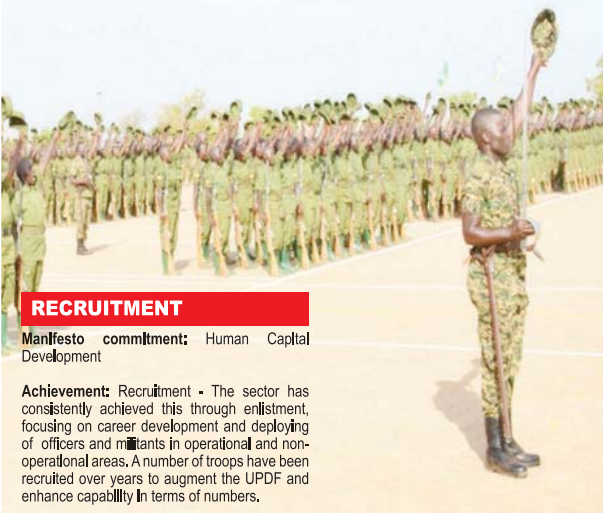 RECRUITMENT
Manifesto commitment: Human Capital
Development
Achievement: Recruitment - The sector has
consistently achieved this through enlistment,
focusing on career development and deploying
of officers and militants in operational and non-
operational areas. A number of troops have been
recruited over years to augment the UPDF and
enhance capability in terms of numbers.